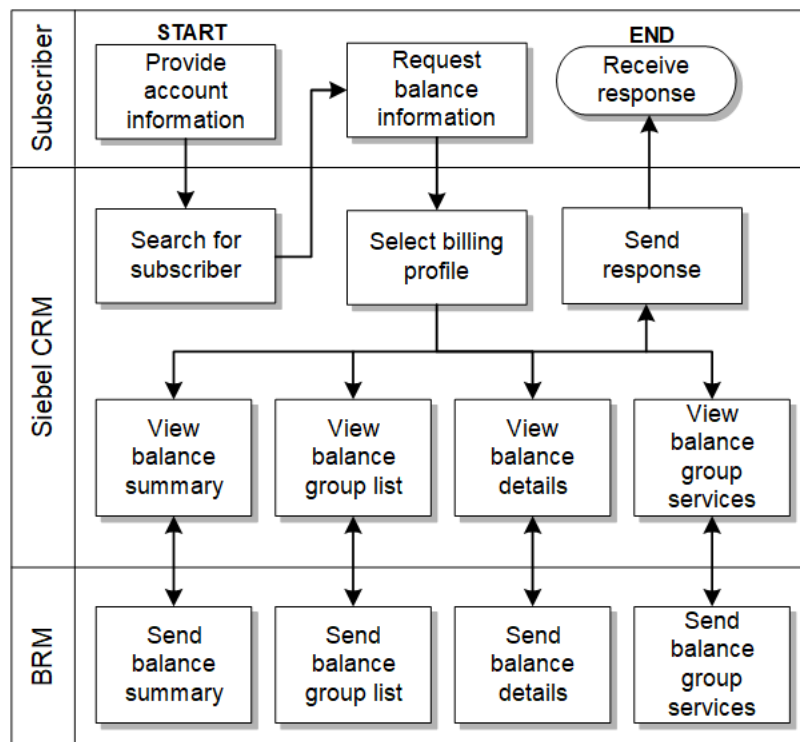 Subscriber
START
Provide
account
information
Request
balance
information
END
Receive
response
Siebel CRM
Search for
subscriber
Select billing
profile
Send
response
View
balance
summary
View
balance
group list
View
balance
details
View
balance
group
services
BRM
Send
balance
summary
Send
balance
group list
Send
balance
details
Send
balance
group
services